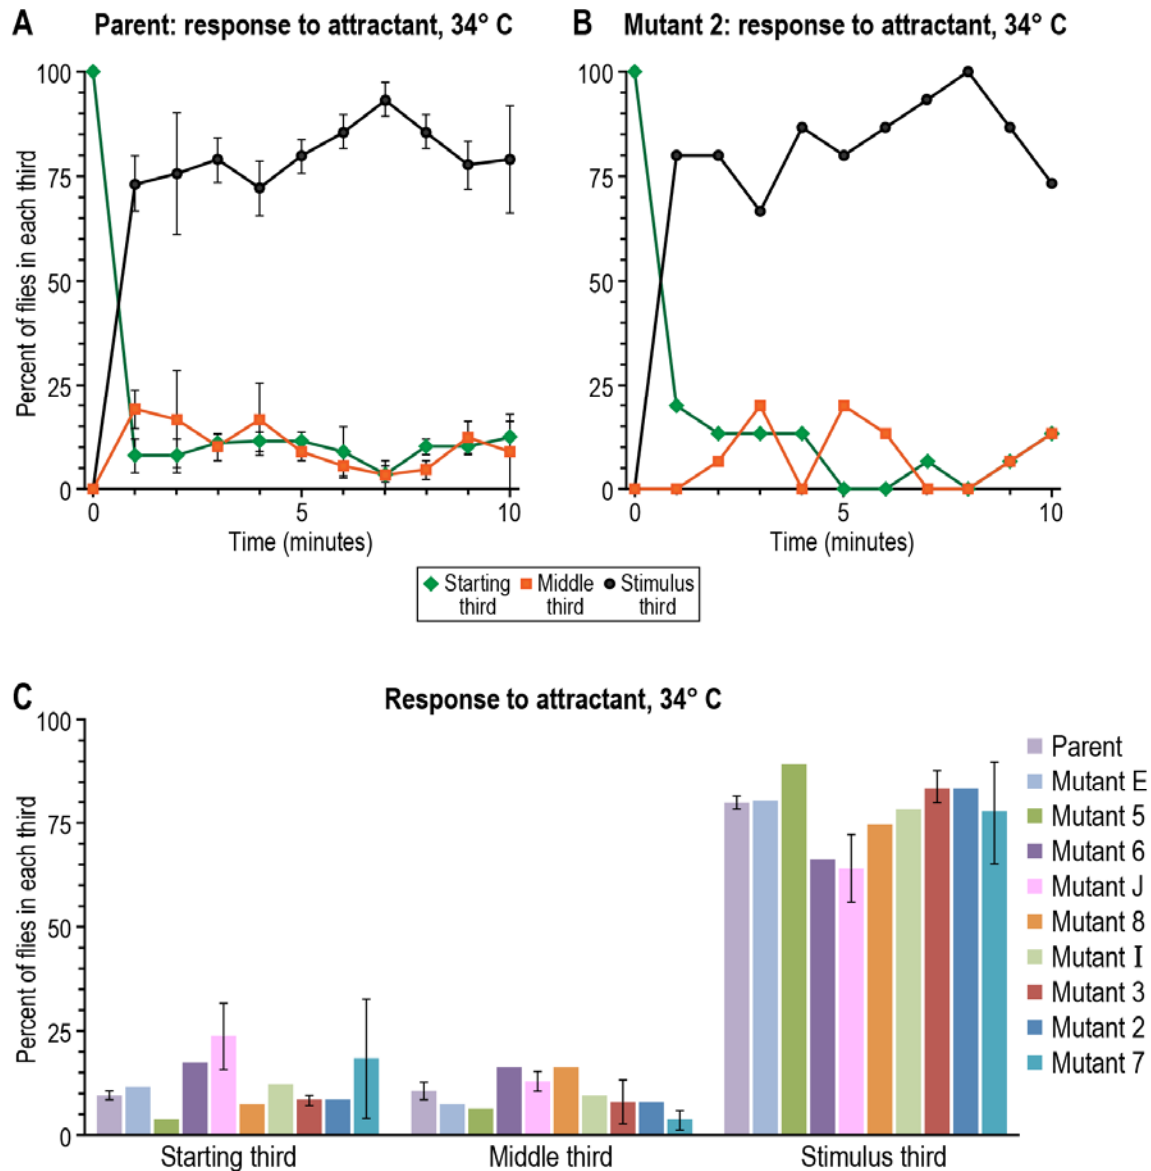 A Parent: response to attractant, 34° C
Percent of flies in each third
100
75
50
25
0
0 5 10
Time (minutes)
B Mutant 2: response to attractant, 34° C
100
75
50
25
0
0 5 10
Time (minutes)
Starting third
Middle third
Stimulus third
C Response to attractant, 34° C
Percent of flies in each third
100
75
50
25
0
Starting third Middle third Stimulus third
Parent
Mutant E
Mutant 5
Mutant 6
Mutant J
Mutant 8
Mutant I
Mutant 3
Mutant 2
Mutant 7